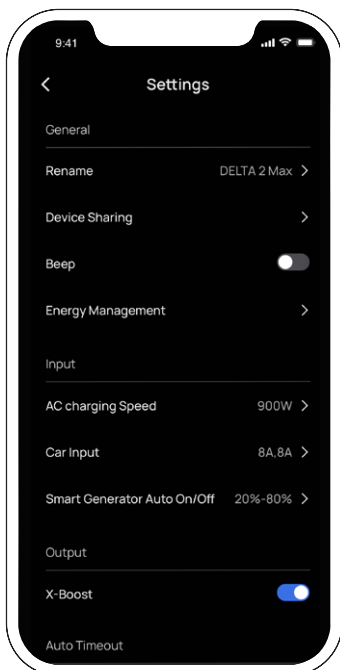 9:41
Settings
General
Rename DELTA 2 Max
Device Sharing
Beep
Energy Management
Input
AC charging Speed 900W
Car Input 8A,8A
Smart Generator Auto On/Off 20%-80%
Output
X-Boost
Auto Timeout